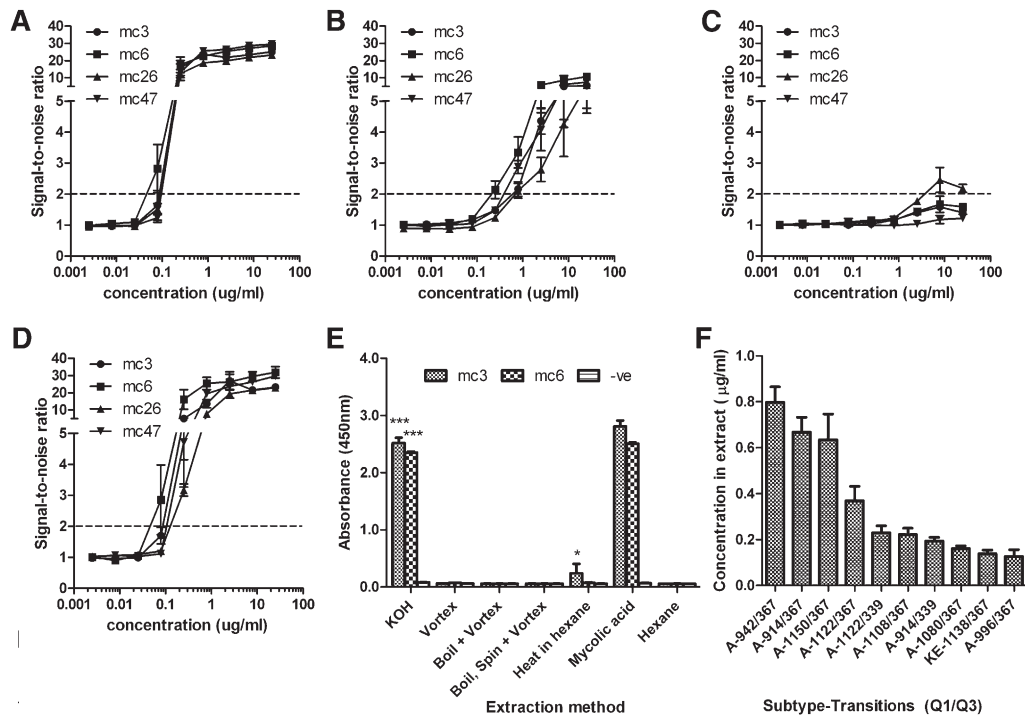 A
40
30
20
10
5
4
3
2
1
0
Signal-to-noise ratio
mc3
mc6
mc26
mc47
0.001 0.01 0.1 1 10 100
concentration (ug/ml)
B
40
30
20
10
5
4
3
2
1
0
Signal-to-noise ratio
mc3
mc6
mc26
mc47
0.001 0.01 0.1 1 10 100
concentration (ug/ml)
C
40
30
20
10
5
4
3
2
1
0
Signal-to-noise ratio
mc3
mc6
mc26
mc47
0.001 0.01 0.1 1 10 100
concentration (ug/ml)
D
40
30
20
10
5
4
3
2
1
0
Signal-to-noise ratio
mc3
mc6
mc26
mc47
0.001 0.01 0.1 1 10 100
concentration (ug/ml)
E
4.0
3.0
2.0
1.0
0.0
Absorbance (450nm)
mc3 mc6 -ve
***
***
*
KOH
Vortex
Boil + Vortex
Boil, Spin + Vortex
Heat in hexane
Mycolic acid
Hexane
Extraction method
F
1.0
0.8
0.6
0.4
0.2
0.0
Concentration in extract ( µg/ml)
A-942/367
A-914/367
A-1150/367
A-1122/367
A-1122/339
A-1108/367
A-914/339
A-1080/367
KE-1138/367
A-996/367
Subtype-Transitions (Q1/Q3)